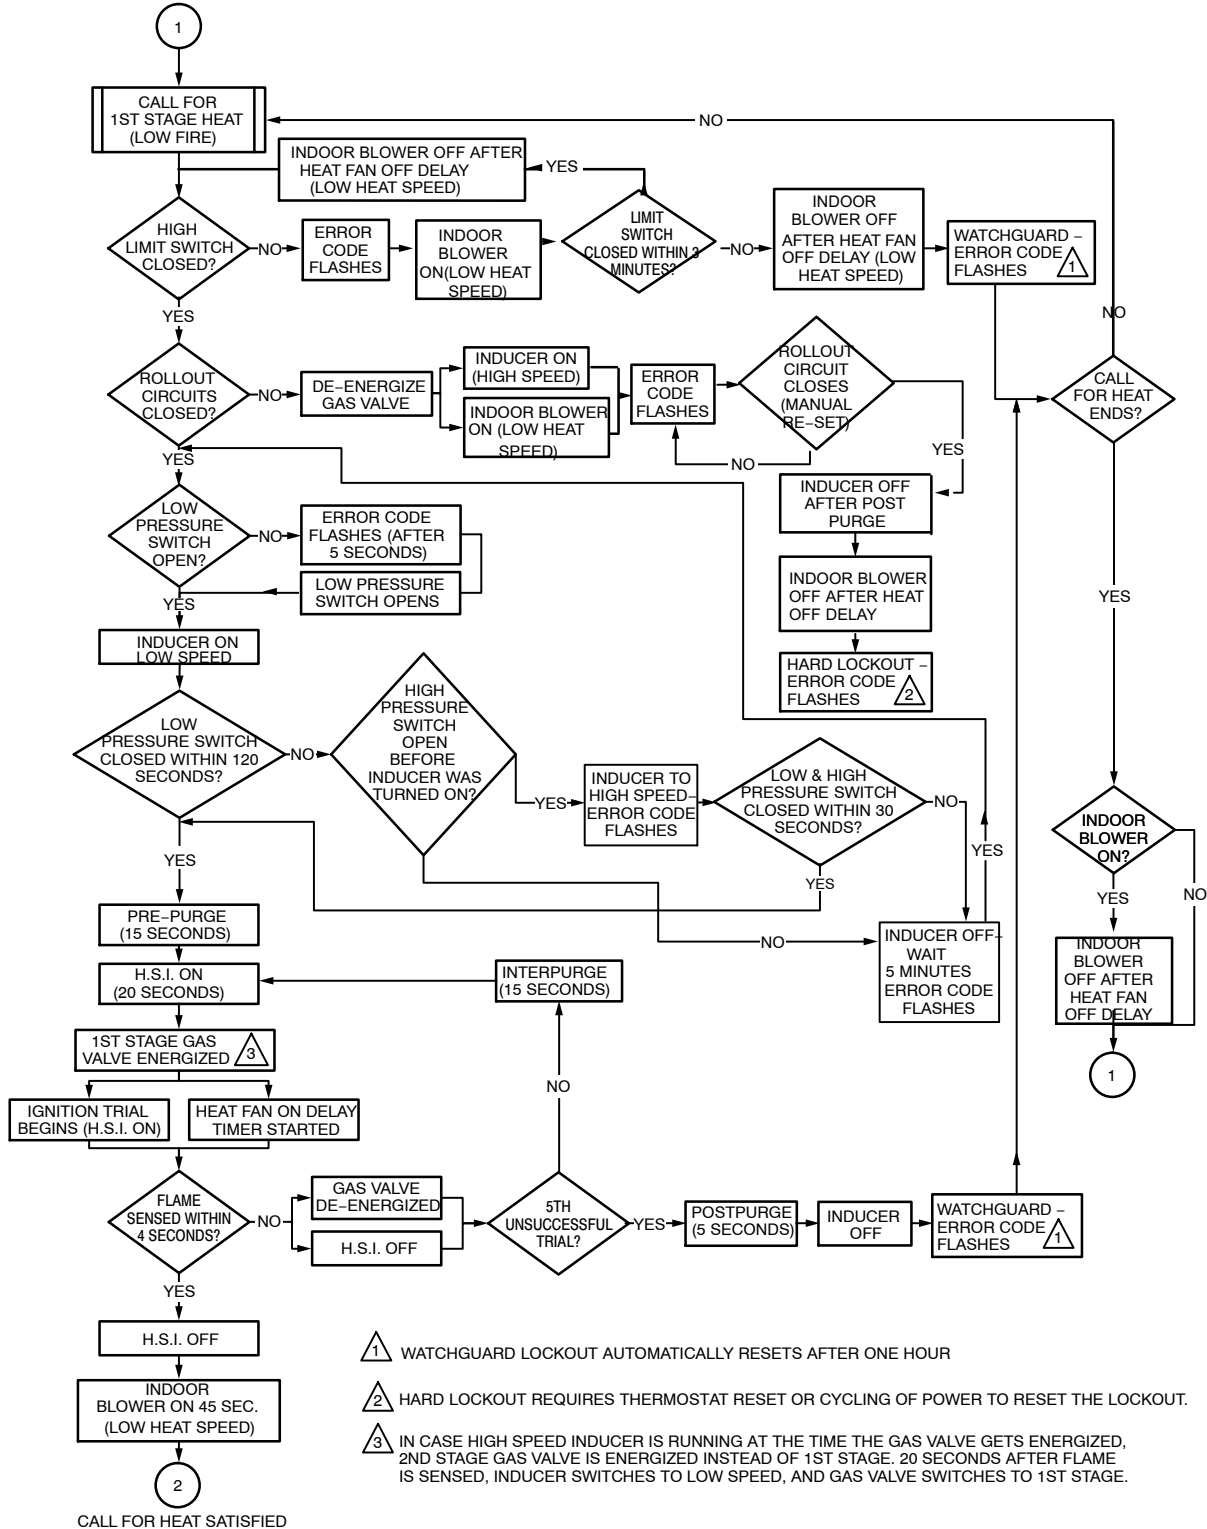 1
CALL FOR
1ST STAGE HEAT
(LOW FIRE)
NO
INDOOR BLOWER OFF AFTER
HEAT FAN OFF DELAY
(LOW HEAT SPEED)
YES
HIGH
LIMIT SWITCH
CLOSED?
NO
ERROR
CODE
FLASHES
INDOOR
BLOWER
ON(LOW HEAT
SPEED)
LIMIT
SWITCH
CLOSED WITHIN 3
MINUTES?
NO
INDOOR
BLOWER OFF
AFTER HEAT FAN
OFF DELAY (LOW
HEAT SPEED)
WATCHGUARD –
ERROR CODE
FLASHES
1
NO
YES
ROLLOUT
CIRCUITS
CLOSED?
NO
DE–ENERGIZE
GAS VALVE
INDUCER ON
(HIGH SPEED)
INDOOR BLOWER
ON (LOW HEAT
SPEED)
ERROR
CODE
FLASHES
ROLLOUT
CIRCUIT
CLOSES
(MANUAL
RE–SET)
NO
YES
CALL
FOR HEAT
ENDS?
YES
INDUCER OFF
AFTER POST
PURGE
INDOOR BLOWER
OFF AFTER HEAT
OFF DELAY
HARD LOCKOUT –
ERROR CODE
FLASHES
2
LOW
PRESSURE
SWITCH
OPEN?
NO
ERROR CODE
FLASHES (AFTER
5 SECONDS)
LOW PRESSURE
SWITCH OPENS
YES
YES
INDUCER ON
LOW SPEED
LOW
PRESSURE SWITCH
CLOSED WITHIN 120
SECONDS?
NO
HIGH
PRESSURE
SWITCH
OPEN
BEFORE
INDUCER WAS
TURNED ON?
YES
INDUCER TO
HIGH SPEED–
ERROR CODE
FLASHES
LOW & HIGH
PRESSURE SWITCH
CLOSED WITHIN 30
SECONDS?
NO
YES
YES
NO
INDUCER OFF–
WAIT
5 MINUTES
ERROR CODE
FLASHES
INDOOR
BLOWER
ON?
YES
NO
INDOOR
BLOWER
OFF AFTER
HEAT FAN
OFF DELAY
1
YES
PRE–PURGE
(15 SECONDS)
H.S.I. ON
(20 SECONDS)
INTERPURGE
(15 SECONDS)
1ST STAGE GAS
VALVE ENERGIZED
3
IGNITION TRIAL
BEGINS (H.S.I. ON)
HEAT FAN ON DELAY
TIMER STARTED
NO
FLAME
SENSED WITHIN
4 SECONDS?
NO
GAS VALVE
DE–ENERGIZED
H.S.I. OFF
5TH
UNSUCCESSFUL
TRIAL?
YES
POSTPURGE
(5 SECONDS)
INDUCER
OFF
WATCHGUARD –
ERROR CODE
FLASHES
1
YES
H.S.I. OFF
INDOOR
BLOWER ON 45 SEC.
(LOW HEAT SPEED)
2
CALL FOR HEAT SATISFIED
1 WATCHGUARD LOCKOUT AUTOMATICALLY RESETS AFTER ONE HOUR
2 HARD LOCKOUT REQUIRES THERMOSTAT RESET OR CYCLING OF POWER TO RESET THE LOCKOUT.
3 IN CASE HIGH SPEED INDUCER IS RUNNING AT THE TIME THE GAS VALVE GETS ENERGIZED,
2ND STAGE GAS VALVE IS ENERGIZED INSTEAD OF 1ST STAGE. 20 SECONDS AFTER FLAME
IS SENSED, INDUCER SWITCHES TO LOW SPEED, AND GAS VALVE SWITCHES TO 1ST STAGE.